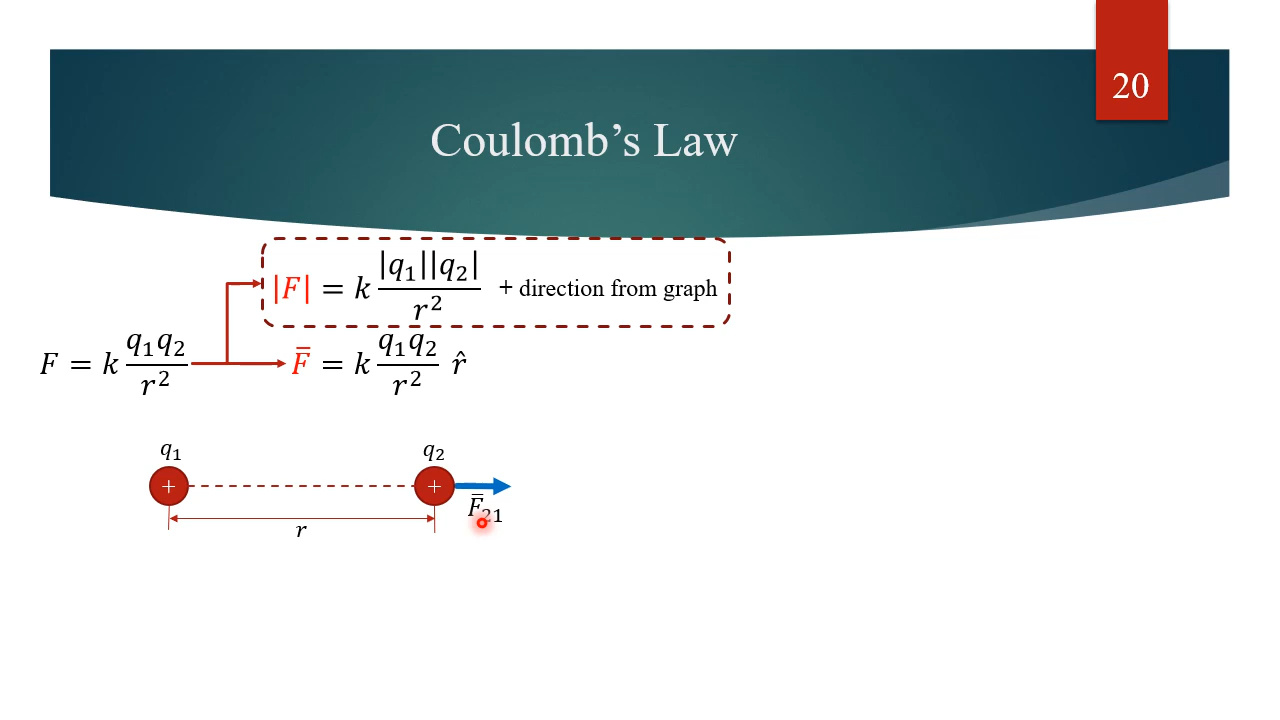 20
Coulomb’s Law
|F| = k |q₁||q₂| / r² + direction from graph
F = k q₁q₂ / r²
F̅ = k q₁q₂ / r² r̂
q₁ q₂
+ +
F̅₂₁
r